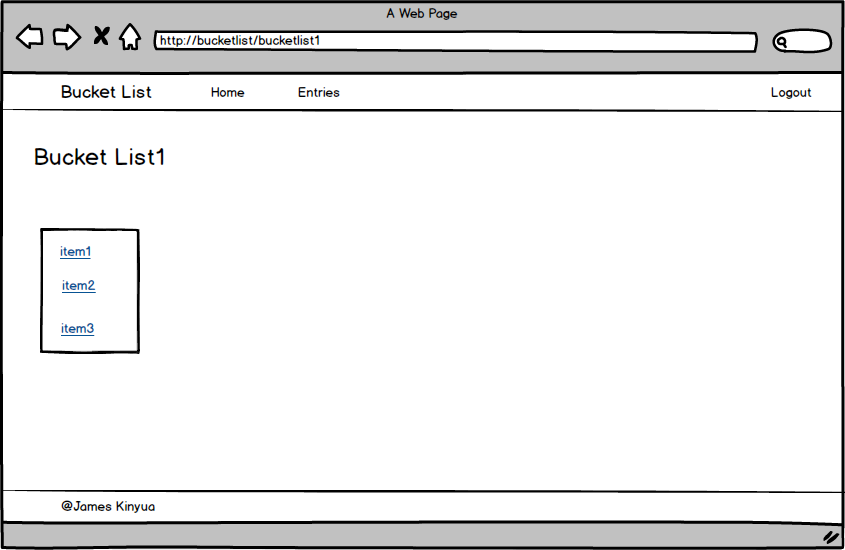 A Web Page
http://bucketlist/bucketlist1
Bucket List Home Entries Logout
Bucket List1
item1
item2
item3
@James Kinyua